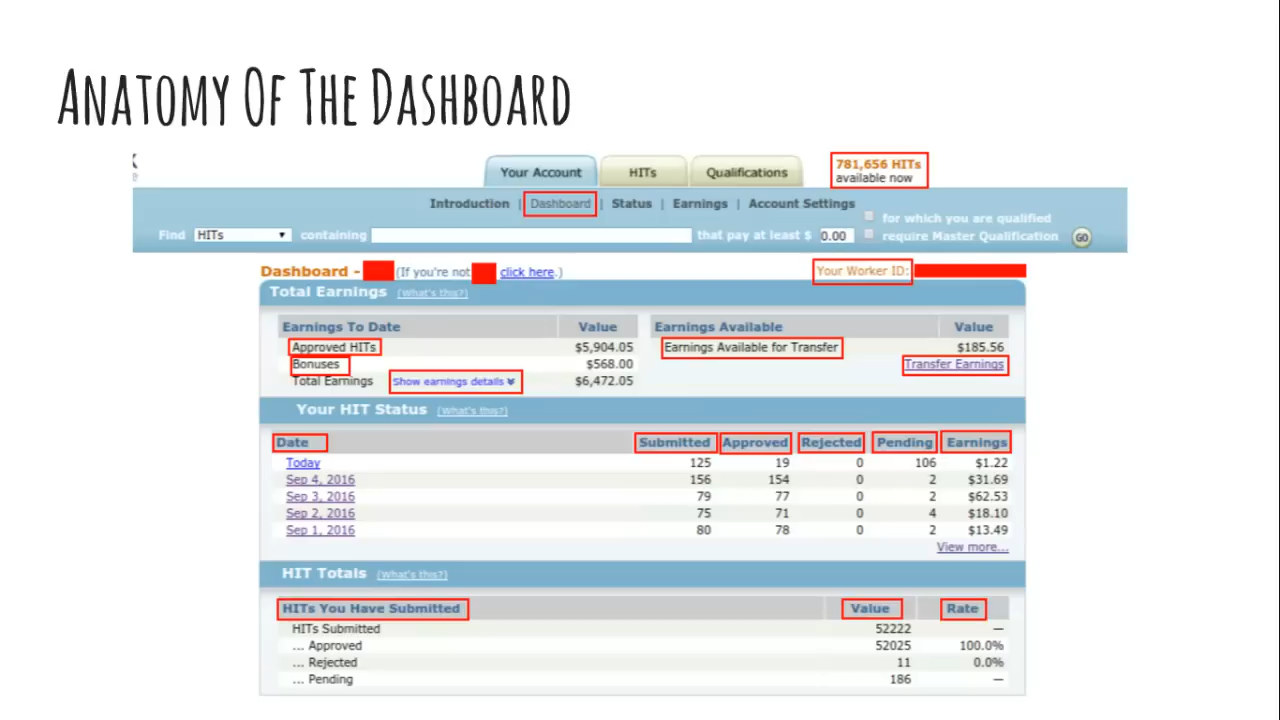 Anatomy Of The Dashboard
Your Account HITs Qualifications 781,656 HITs
available now
Introduction | Dashboard | Status | Earnings | Account Settings
for which you are qualified
Find HITs containing that pay at least $ 0.00 require Master Qualification GO
Dashboard - (If you're not click here.) Your Worker ID:
Total Earnings (What's this?)
Earnings To Date Value Earnings Available Value
Approved HITs $5,904.05 Earnings Available for Transfer $185.56
Bonuses $568.00 Transfer Earnings
Total Earnings Show earnings details $6,472.05
Your HIT Status (What's this?)
Date Submitted Approved Rejected Pending Earnings
Today 125 19 0 106 $1.22
Sep 4, 2016 156 154 0 2 $31.69
Sep 3, 2016 79 77 0 2 $62.53
Sep 2, 2016 75 71 0 4 $18.10
Sep 1, 2016 80 78 0 2 $13.49
View more...
HIT Totals (What's this?)
HITs You Have Submitted Value Rate
HITs Submitted 52222 —
... Approved 52025 100.0%
... Rejected 11 0.0%
... Pending 186 —